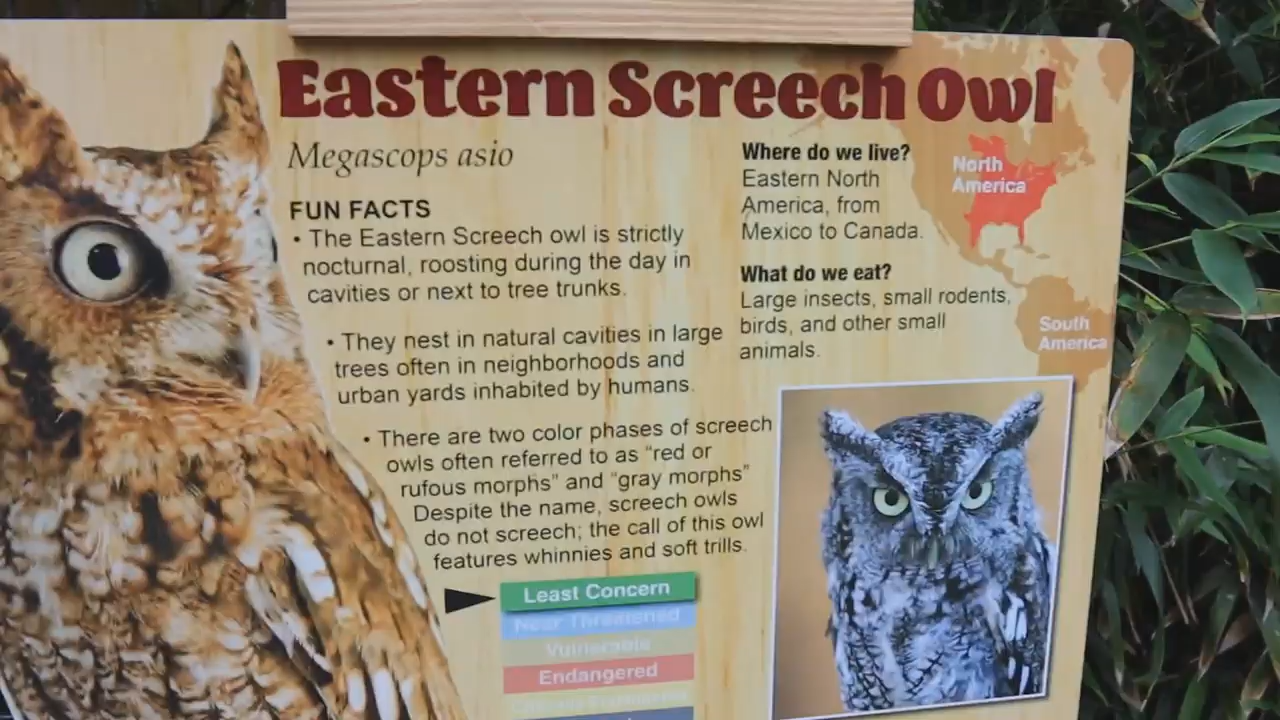 Eastern Screech Owl
Megascops asio
FUN FACTS
• The Eastern Screech owl is strictly
nocturnal, roosting during the day in
cavities or next to tree trunks.
• They nest in natural cavities in large
trees often in neighborhoods and
urban yards inhabited by humans.
• There are two color phases of screech
owls often referred to as “red or
rufous morphs” and “gray morphs”
Despite the name, screech owls
do not screech; the call of this owl
features whinnies and soft trills.
Least Concern
Near Threatened
Vulnerable
Endangered
Where do we live?
Eastern North
America, from
Mexico to Canada.
What do we eat?
Large insects, small rodents,
birds, and other small
animals.
North
America
South
America